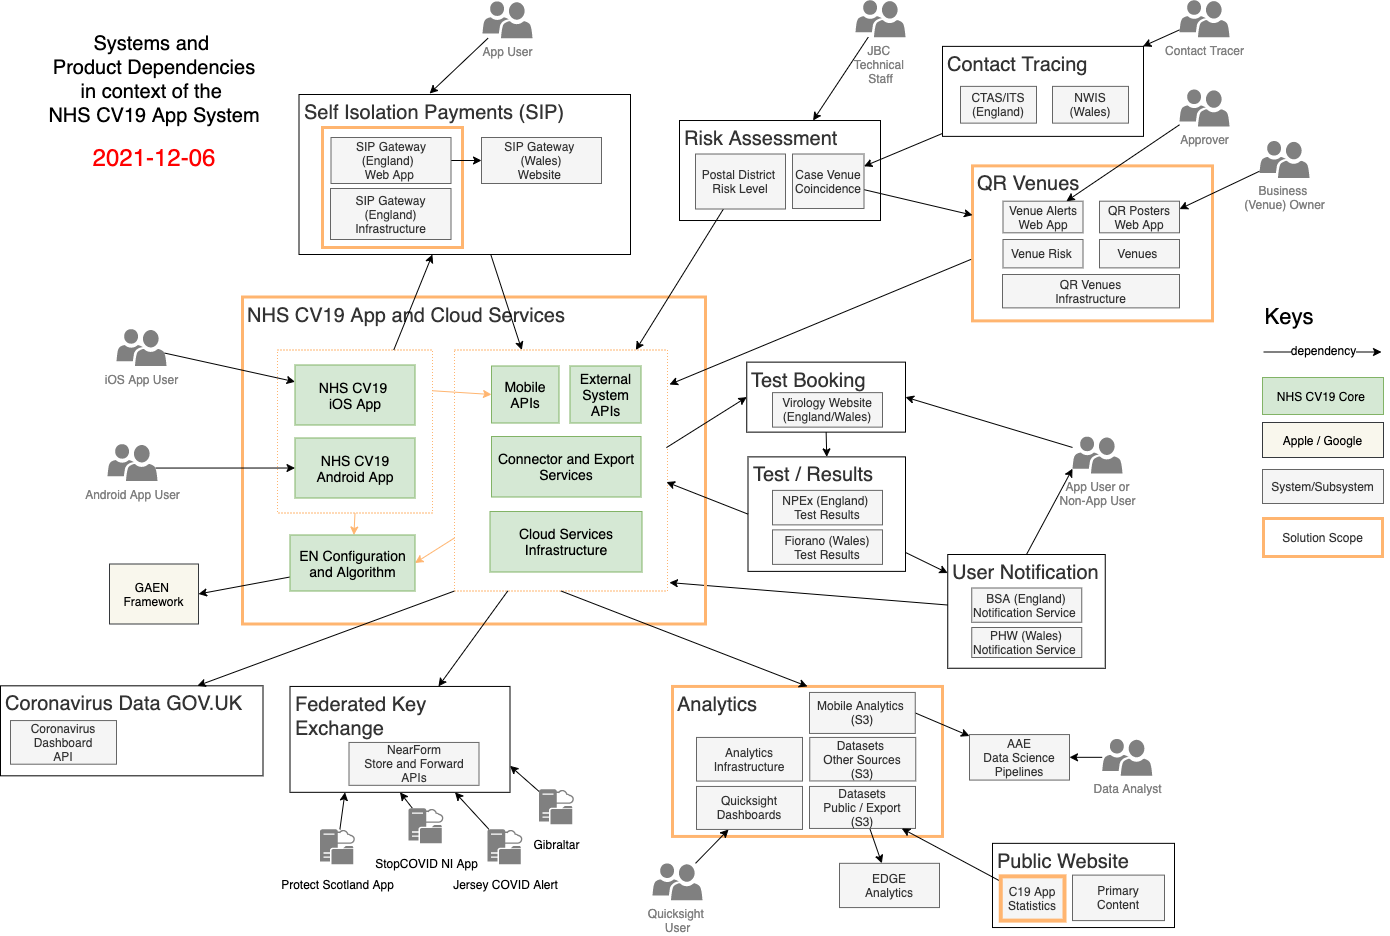 Systems and
Product Dependencies
in context of the
NHS CV19 App System
2021-12-06
App User
JBC
Technical
Staff
Contact Tracer
Approver
Business
(Venue) Owner
Self Isolation Payments (SIP)
SIP Gateway
(England)
Web App
SIP Gateway
(Wales)
Website
SIP Gateway
(England)
Infrastructure
Risk Assessment
Postal District
Risk Level
Case Venue
Coincidence
Contact Tracing
CTAS/ITS
(England)
NWIS
(Wales)
QR Venues
Venue Alerts
Web App
QR Posters
Web App
Venue Risk
Venues
QR Venues
Infrastructure
NHS CV19 App and Cloud Services
iOS App User
Android App User
NHS CV19
iOS App
NHS CV19
Android App
Mobile
APIs
External
System
APIs
Connector and Export
Services
Cloud Services
Infrastructure
EN Configuration
and Algorithm
GAEN
Framework
Test Booking
Virology Website
(England/Wales)
Test / Results
NPEx (England)
Test Results
Fiorano (Wales)
Test Results
App User or
Non-App User
User Notification
BSA (England)
Notification Service
PHW (Wales)
Notification Service
Keys
dependency
NHS CV19 Core
Apple / Google
System/Subsystem
Solution Scope
Coronavirus Data GOV.UK
Coronavirus
Dashboard
API
Federated Key
Exchange
NearForm
Store and Forward
APIs
Protect Scotland App
StopCOVID NI App
Jersey COVID Alert
Gibraltar
Analytics
Mobile Analytics
(S3)
Analytics
Infrastructure
Datasets
Other Sources
(S3)
Quicksight
Dashboards
Datasets
Public / Export
(S3)
AAE
Data Science
Pipelines
Data Analyst
Quicksight
User
EDGE
Analytics
Public Website
C19 App
Statistics
Primary
Content